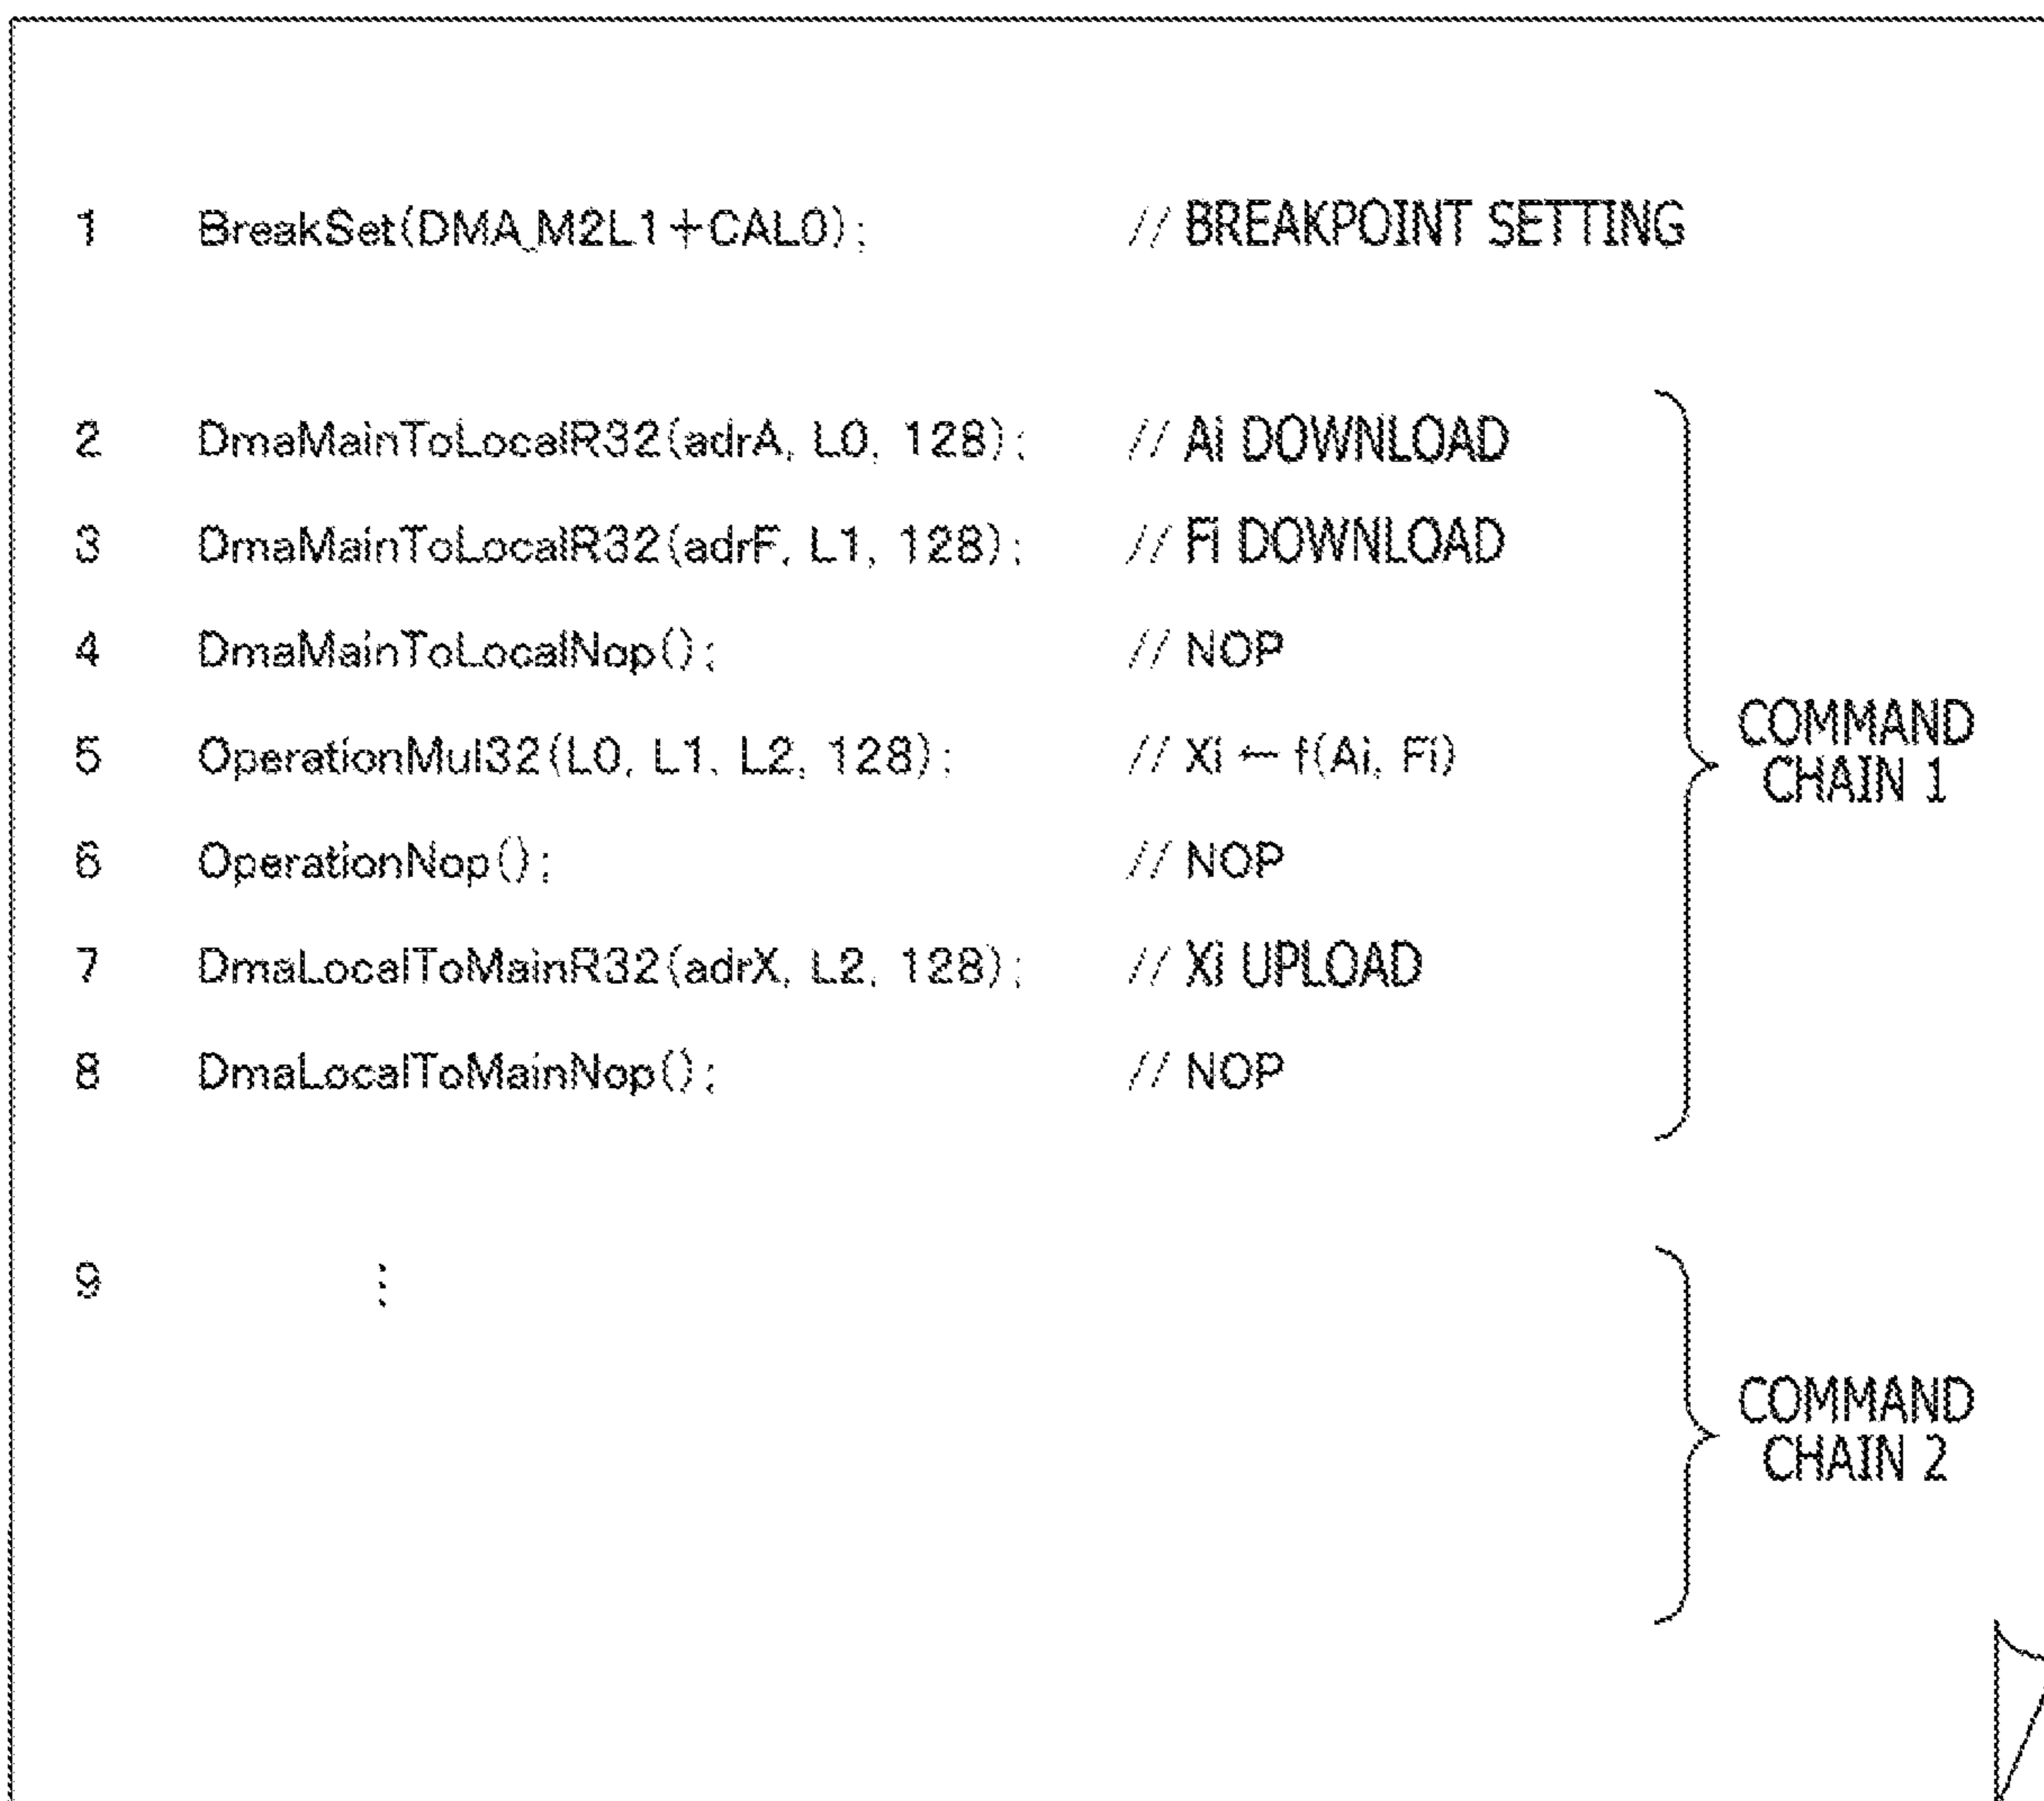 1 BreakSet(DMA_M2L1+CAL0); // BREAKPOINT SETTING
2 DmaMainToLocalR32(adrA, L0, 128); // Ai DOWNLOAD
3 DmaMainToLocalR32(adrF, L1, 128); // Fi DOWNLOAD
4 DmaMainToLocalNop(); // NOP
5 OperationMul32(L0, L1, L2, 128); // Xi ← f(Ai, Fi)
6 OperationNop(); // NOP
7 DmaLocalToMainR32(adrX, L2, 128); // Xi UPLOAD
8 DmaLocalToMainNop(); // NOP
COMMAND
CHAIN 1
9 ⋮
COMMAND
CHAIN 2